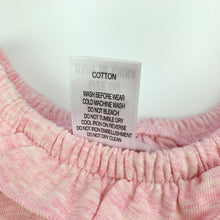 COTTON
WASH BEFORE WEAR
COLD MACHINE WASH
DO NOT BLEACH
DO NOT TUMBLE DRY
COOL IRON ON REVERSE
DO NOT IRON EMBELLISHMENT
DO NOT DRY CLEAN